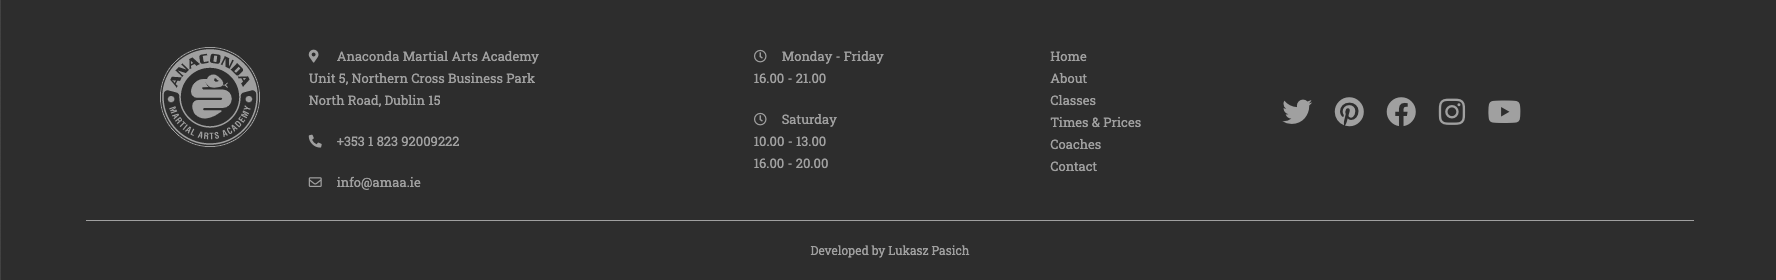 ANACONDA
MARTIAL ARTS ACADEMY
Anaconda Martial Arts Academy
Unit 5, Northern Cross Business Park
North Road, Dublin 15
+353 1 823 92009222
info@amaa.ie
Monday - Friday
16.00 - 21.00
Saturday
10.00 - 13.00
16.00 - 20.00
Home
About
Classes
Times & Prices
Coaches
Contact
Developed by Lukasz Pasich